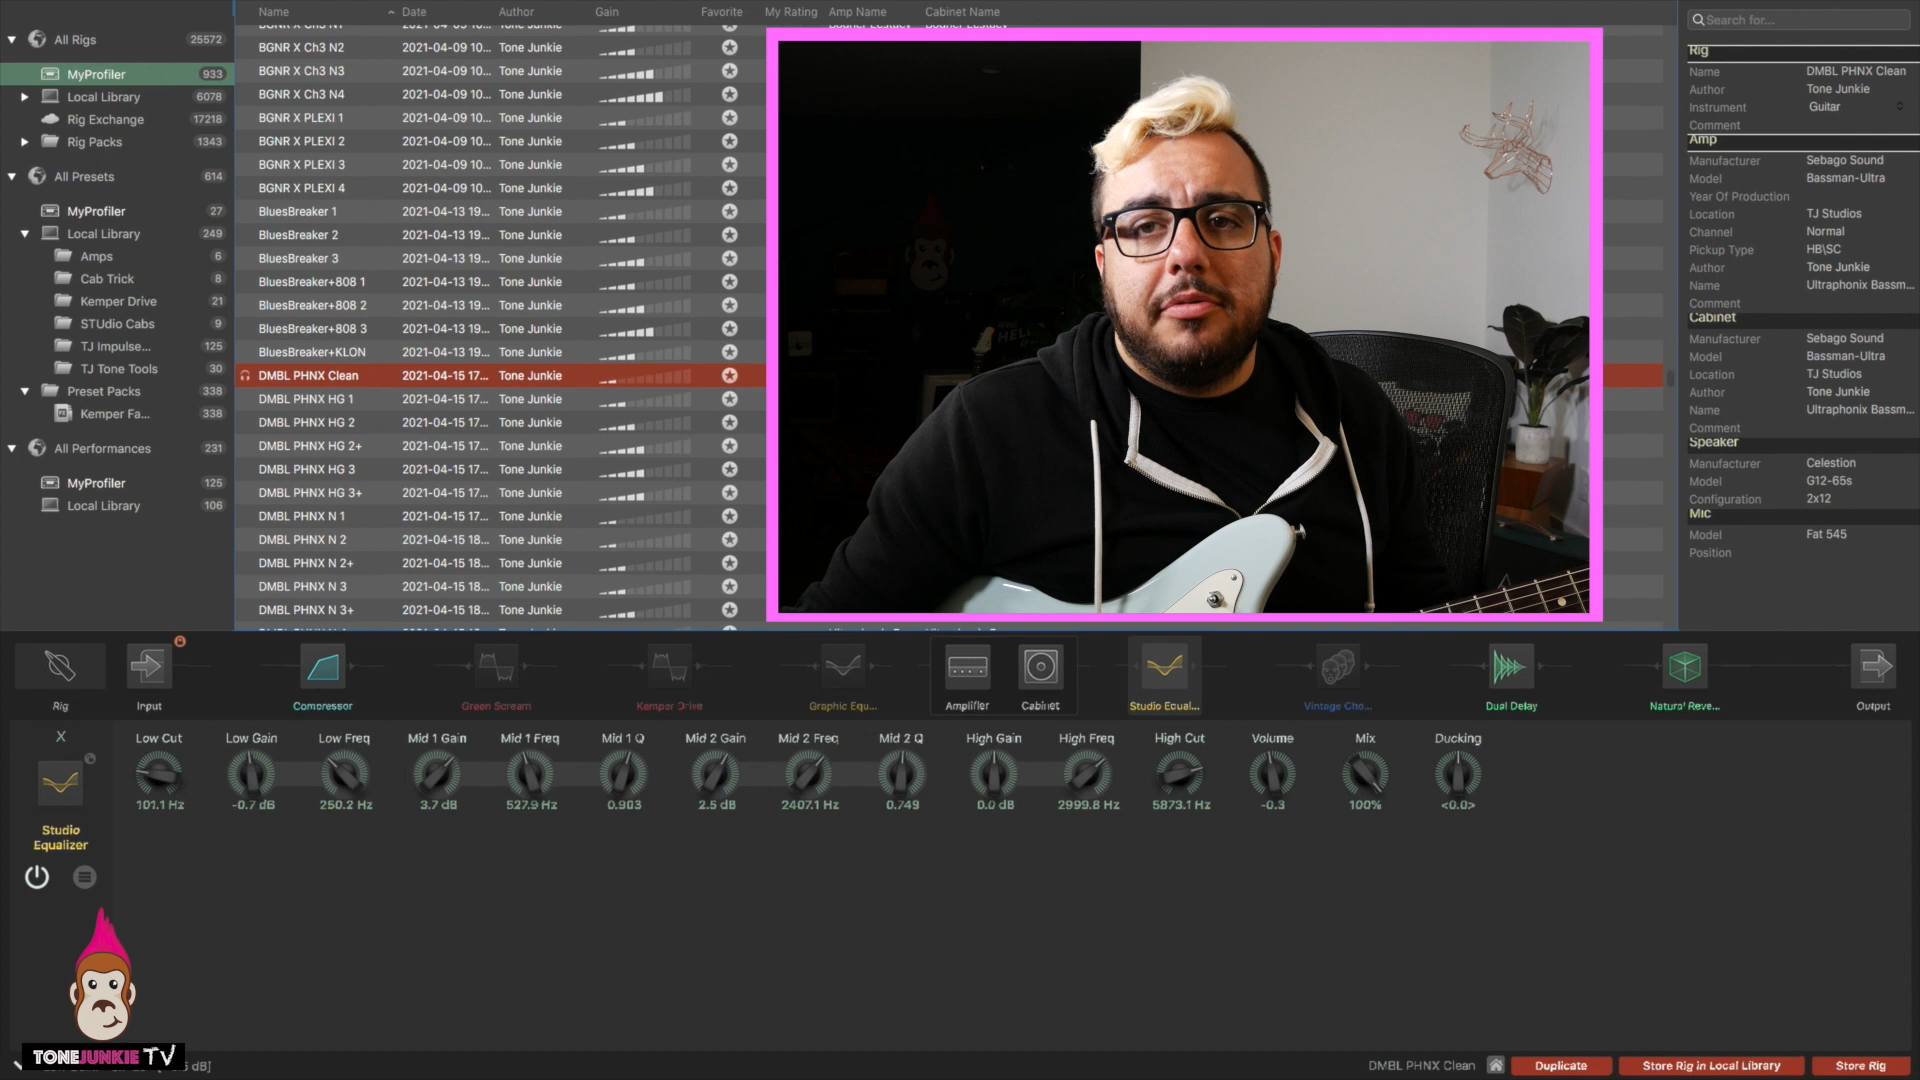 Name Date Author Gain Favorite My Rating Amp Name Cabinet Name
Search for...
All Rigs 25572
MyProfiler 933
Local Library 6078
Rig Exchange 17218
Rig Packs 1343
All Presets 614
MyProfiler 27
Local Library 249
Amps 6
Cab Trick 8
Kemper Drive 21
STUdio Cabs 9
TJ Impulse... 125
TJ Tone Tools 30
Preset Packs 338
Kemper Fa... 338
All Performances 231
MyProfiler 125
Local Library 106
BGNR X Ch3 N2 2021-04-09 10... Tone Junkie
BGNR X Ch3 N3 2021-04-09 10... Tone Junkie
BGNR X Ch3 N4 2021-04-09 10... Tone Junkie
BGNR X PLEXI 1 2021-04-09 10... Tone Junkie
BGNR X PLEXI 2 2021-04-09 10... Tone Junkie
BGNR X PLEXI 3 2021-04-09 10... Tone Junkie
BGNR X PLEXI 4 2021-04-09 10... Tone Junkie
BluesBreaker 1 2021-04-13 19... Tone Junkie
BluesBreaker 2 2021-04-13 19... Tone Junkie
BluesBreaker 3 2021-04-13 19... Tone Junkie
BluesBreaker+808 1 2021-04-13 19... Tone Junkie
BluesBreaker+808 2 2021-04-13 19... Tone Junkie
BluesBreaker+808 3 2021-04-13 19... Tone Junkie
BluesBreaker+KLON 2021-04-13 19... Tone Junkie
DMBL PHNX Clean 2021-04-15 17... Tone Junkie
DMBL PHNX HG 1 2021-04-15 17... Tone Junkie
DMBL PHNX HG 2 2021-04-15 17... Tone Junkie
DMBL PHNX HG 2+ 2021-04-15 17... Tone Junkie
DMBL PHNX HG 3 2021-04-15 17... Tone Junkie
DMBL PHNX HG 3+ 2021-04-15 17... Tone Junkie
DMBL PHNX N 1 2021-04-15 17... Tone Junkie
DMBL PHNX N 2 2021-04-15 18... Tone Junkie
DMBL PHNX N 2+ 2021-04-15 18... Tone Junkie
DMBL PHNX N 3 2021-04-15 18... Tone Junkie
DMBL PHNX N 3+ 2021-04-15 18... Tone Junkie
Rig
Name DMBL PHNX Clean
Author Tone Junkie
Instrument Guitar
Comment
Amp
Manufacturer Sebago Sound
Model Bassman-Ultra
Year Of Production
Location TJ Studios
Channel Normal
Pickup Type HB\SC
Author Tone Junkie
Name Ultraphonix Bassm...
Comment
Cabinet
Manufacturer Sebago Sound
Model Bassman-Ultra
Location TJ Studios
Author Tone Junkie
Name Ultraphonix Bassm...
Comment
Speaker
Manufacturer Celestion
Model G12-65s
Configuration 2x12
Mic
Model Fat 545
Position
Rig Input Compressor Green Scream Kemper Drive Graphic Equ... Amplifier Cabinet Studio Equal... Vintage Cho... Dual Delay Natural Reve... Output
X Low Cut Low Gain Low Freq Mid 1 Gain Mid 1 Freq Mid 1 Q Mid 2 Gain Mid 2 Freq Mid 2 Q High Gain High Freq High Cut Volume Mix Ducking
101.1 Hz -0.7 dB 250.2 Hz 3.7 dB 527.9 Hz 0.903 2.5 dB 2407.1 Hz 0.749 0.0 dB 2999.8 Hz 5873.1 Hz -0.3 100% <0.0>
Studio
Equalizer
TONEJUNKIE TV
DMBL PHNX Clean Duplicate Store Rig in Local Library Store Rig